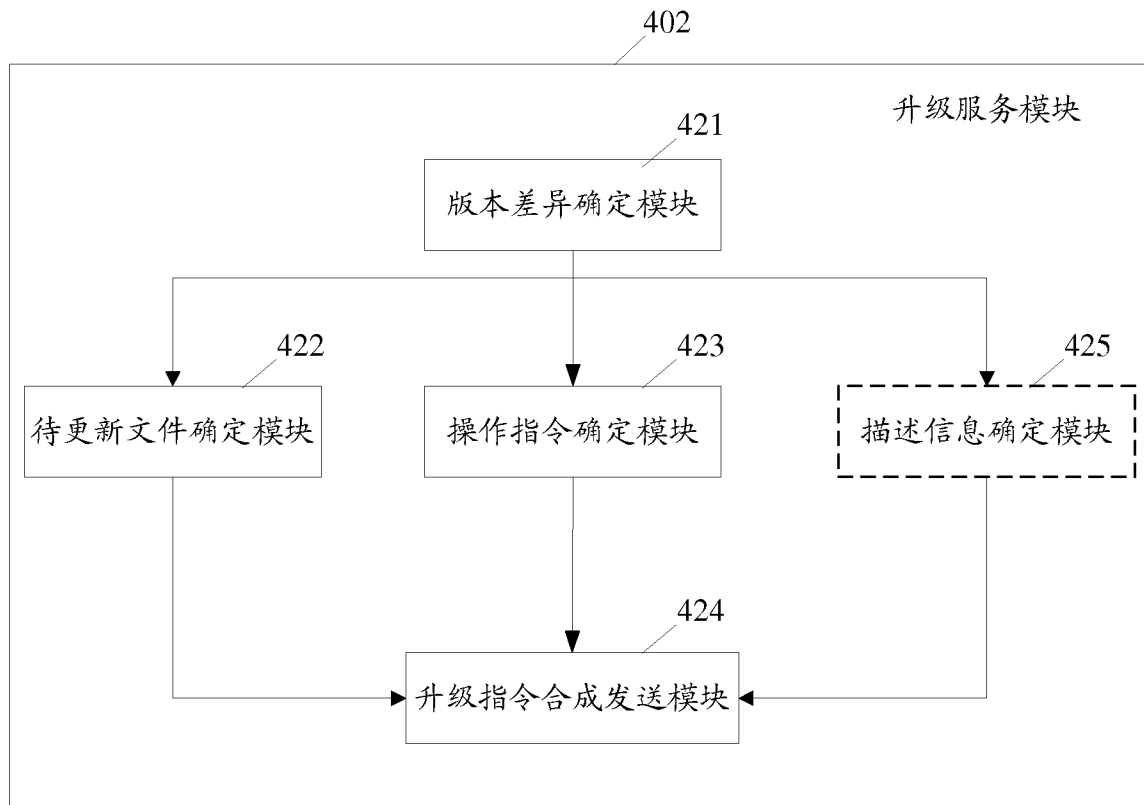 402
升级服务模块
421
版本差异确定模块
422
423
425
待更新文件确定模块
操作指令确定模块
描述信息确定模块
424
升级指令合成发送模块